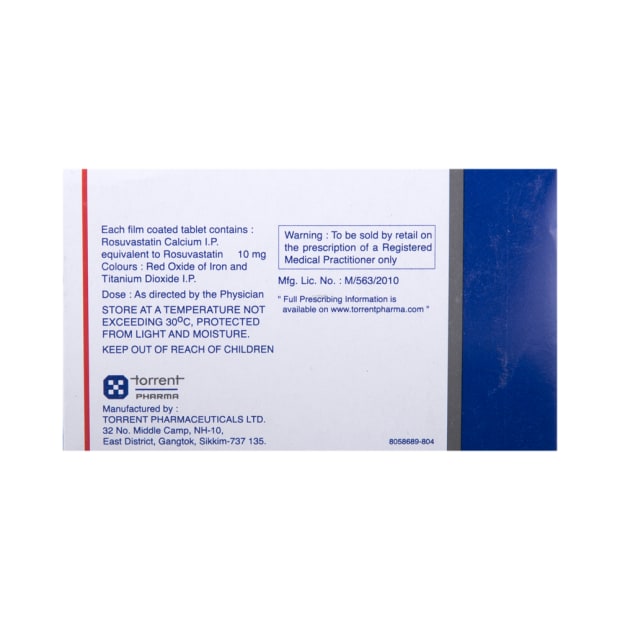 Each film coated tablet contains :
Rosuvastatin Calcium I.P.
equivalent to Rosuvastatin 10 mg
Colours : Red Oxide of Iron and
Titanium Dioxide I.P.
Dose : As directed by the Physician
STORE AT A TEMPERATURE NOT
EXCEEDING 30ºC, PROTECTED
FROM LIGHT AND MOISTURE.
KEEP OUT OF REACH OF CHILDREN
torrent
PHARMA
Manufactured by :
TORRENT PHARMACEUTICALS LTD.
32 No. Middle Camp, NH-10,
East District, Gangtok, Sikkim-737 135.
Warning : To be sold by retail on
the prescription of a Registered
Medical Practitioner only
Mfg. Lic. No. : M/563/2010
" Full Prescribing Information is
available on www.torrentpharma.com "
8058689-804